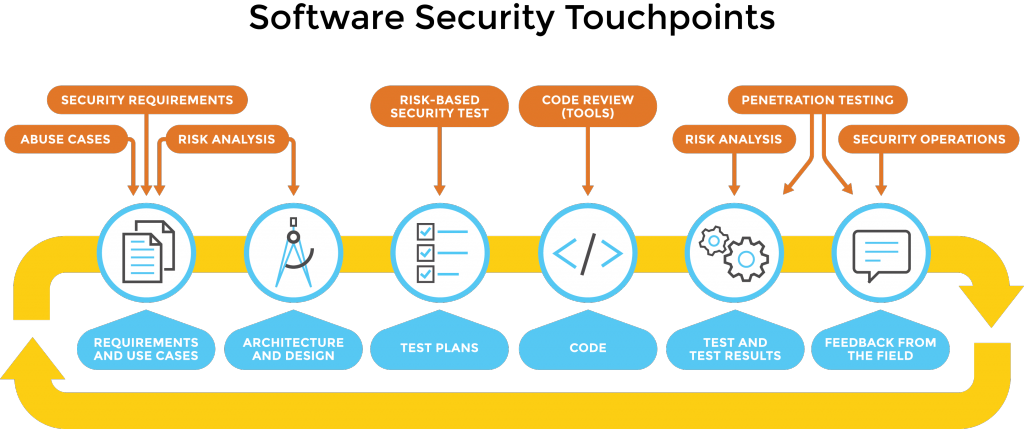 Software Security Touchpoints
SECURITY REQUIREMENTS
ABUSE CASES
RISK ANALYSIS
RISK-BASED
SECURITY TEST
CODE REVIEW
(TOOLS)
PENETRATION TESTING
RISK ANALYSIS
SECURITY OPERATIONS
</>
REQUIREMENTS
AND USE CASES
ARCHITECTURE
AND DESIGN
TEST PLANS
CODE
TEST AND
TEST RESULTS
FEEDBACK FROM
THE FIELD